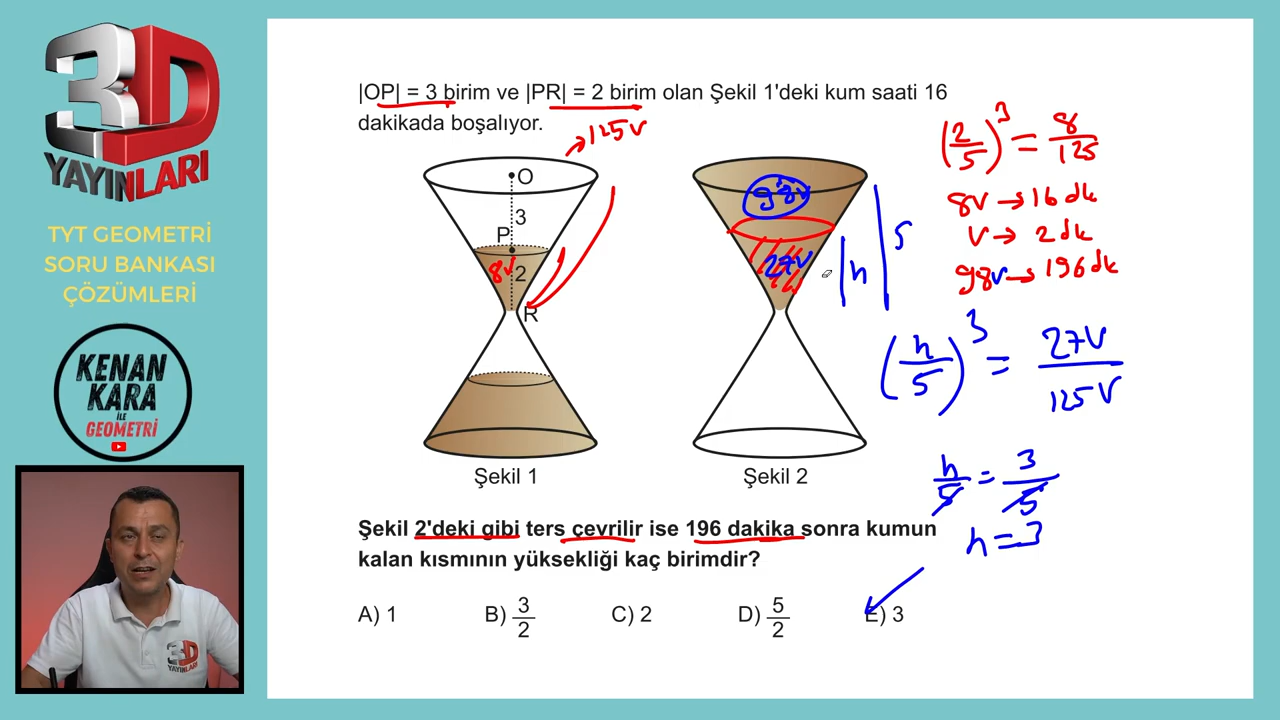 3D
YAYINLARI
TYT GEOMETRİ
SORU BANKASI
ÇÖZÜMLERİ
KENAN
KARA
İLE
GEOMETRİ
3D
YAYINLARI
|OP| = 3 birim ve |PR| = 2 birim olan Şekil 1'deki kum saati 16
dakikada boşalıyor.
→125V
O
3
P
8V
2
R
Şekil 1
98V
27V
h
5
Şekil 2
(2/5)³ = 8/125
8V → 16 dk
V → 2 dk
98V → 196 dk
(h/5)³ = 27V/125V
h/5 = 3/5
h = 3
Şekil 2'deki gibi ters çevrilir ise 196 dakika sonra kumun
kalan kısmının yüksekliği kaç birimdir?
A) 1 B) 3/2 C) 2 D) 5/2 E) 3